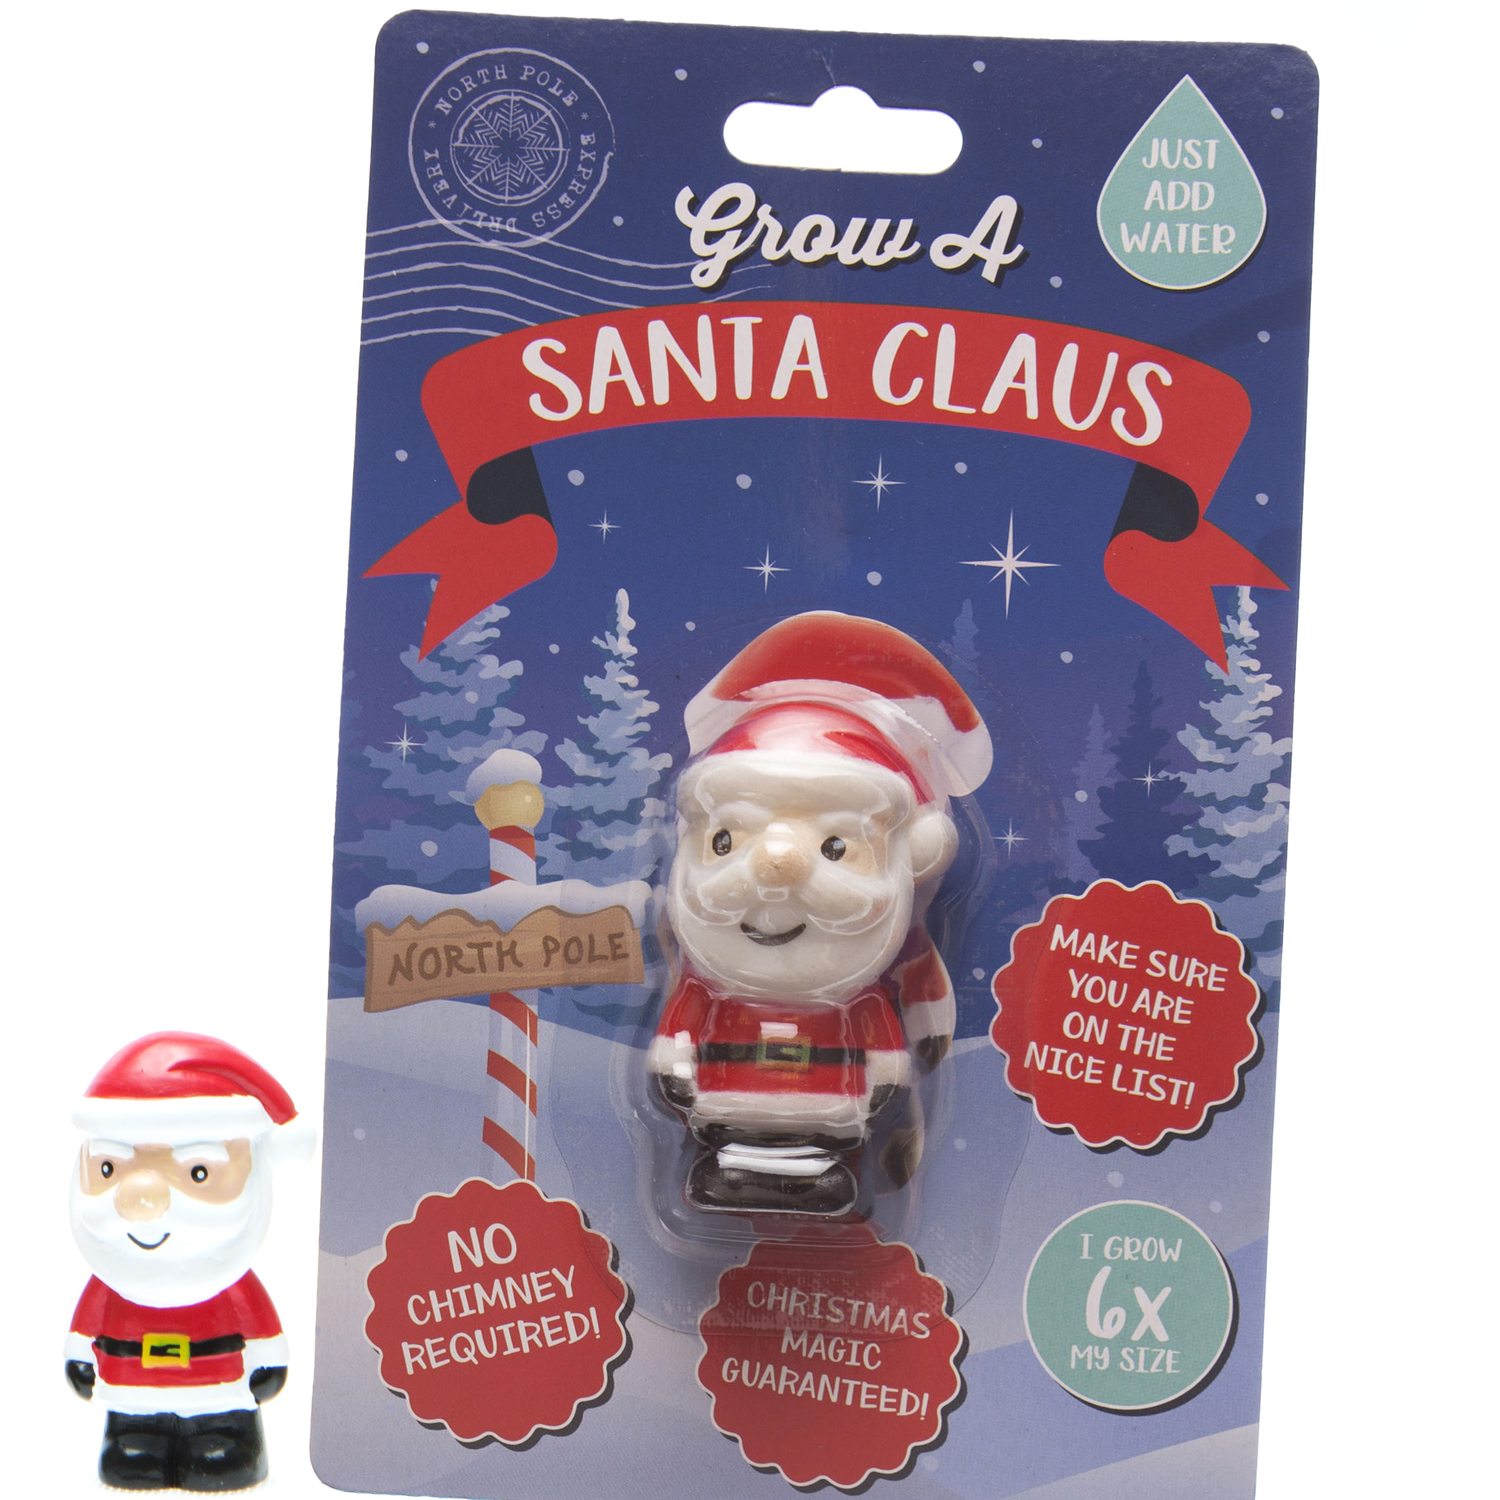 NORTH POLE * EXPRESS DELIVERY *
JUST
ADD
WATER
Grow A
SANTA CLAUS
NORTH POLE
MAKE SURE
YOU ARE
ON THE
NICE LIST!
NO
CHIMNEY
REQUIRED!
CHRISTMAS
MAGIC
GUARANTEED!
I GROW
6X
MY SIZE